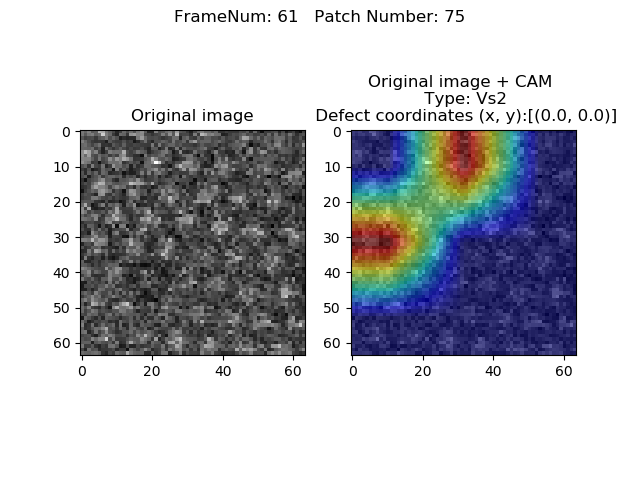 FrameNum: 61   Patch Number: 75
Original image
0
10
20
30
40
50
60
0 20 40 60
Original image + CAM
Type: Vs2
Defect coordinates (x, y):[(0.0, 0.0)]
0
10
20
30
40
50
60
0 20 40 60